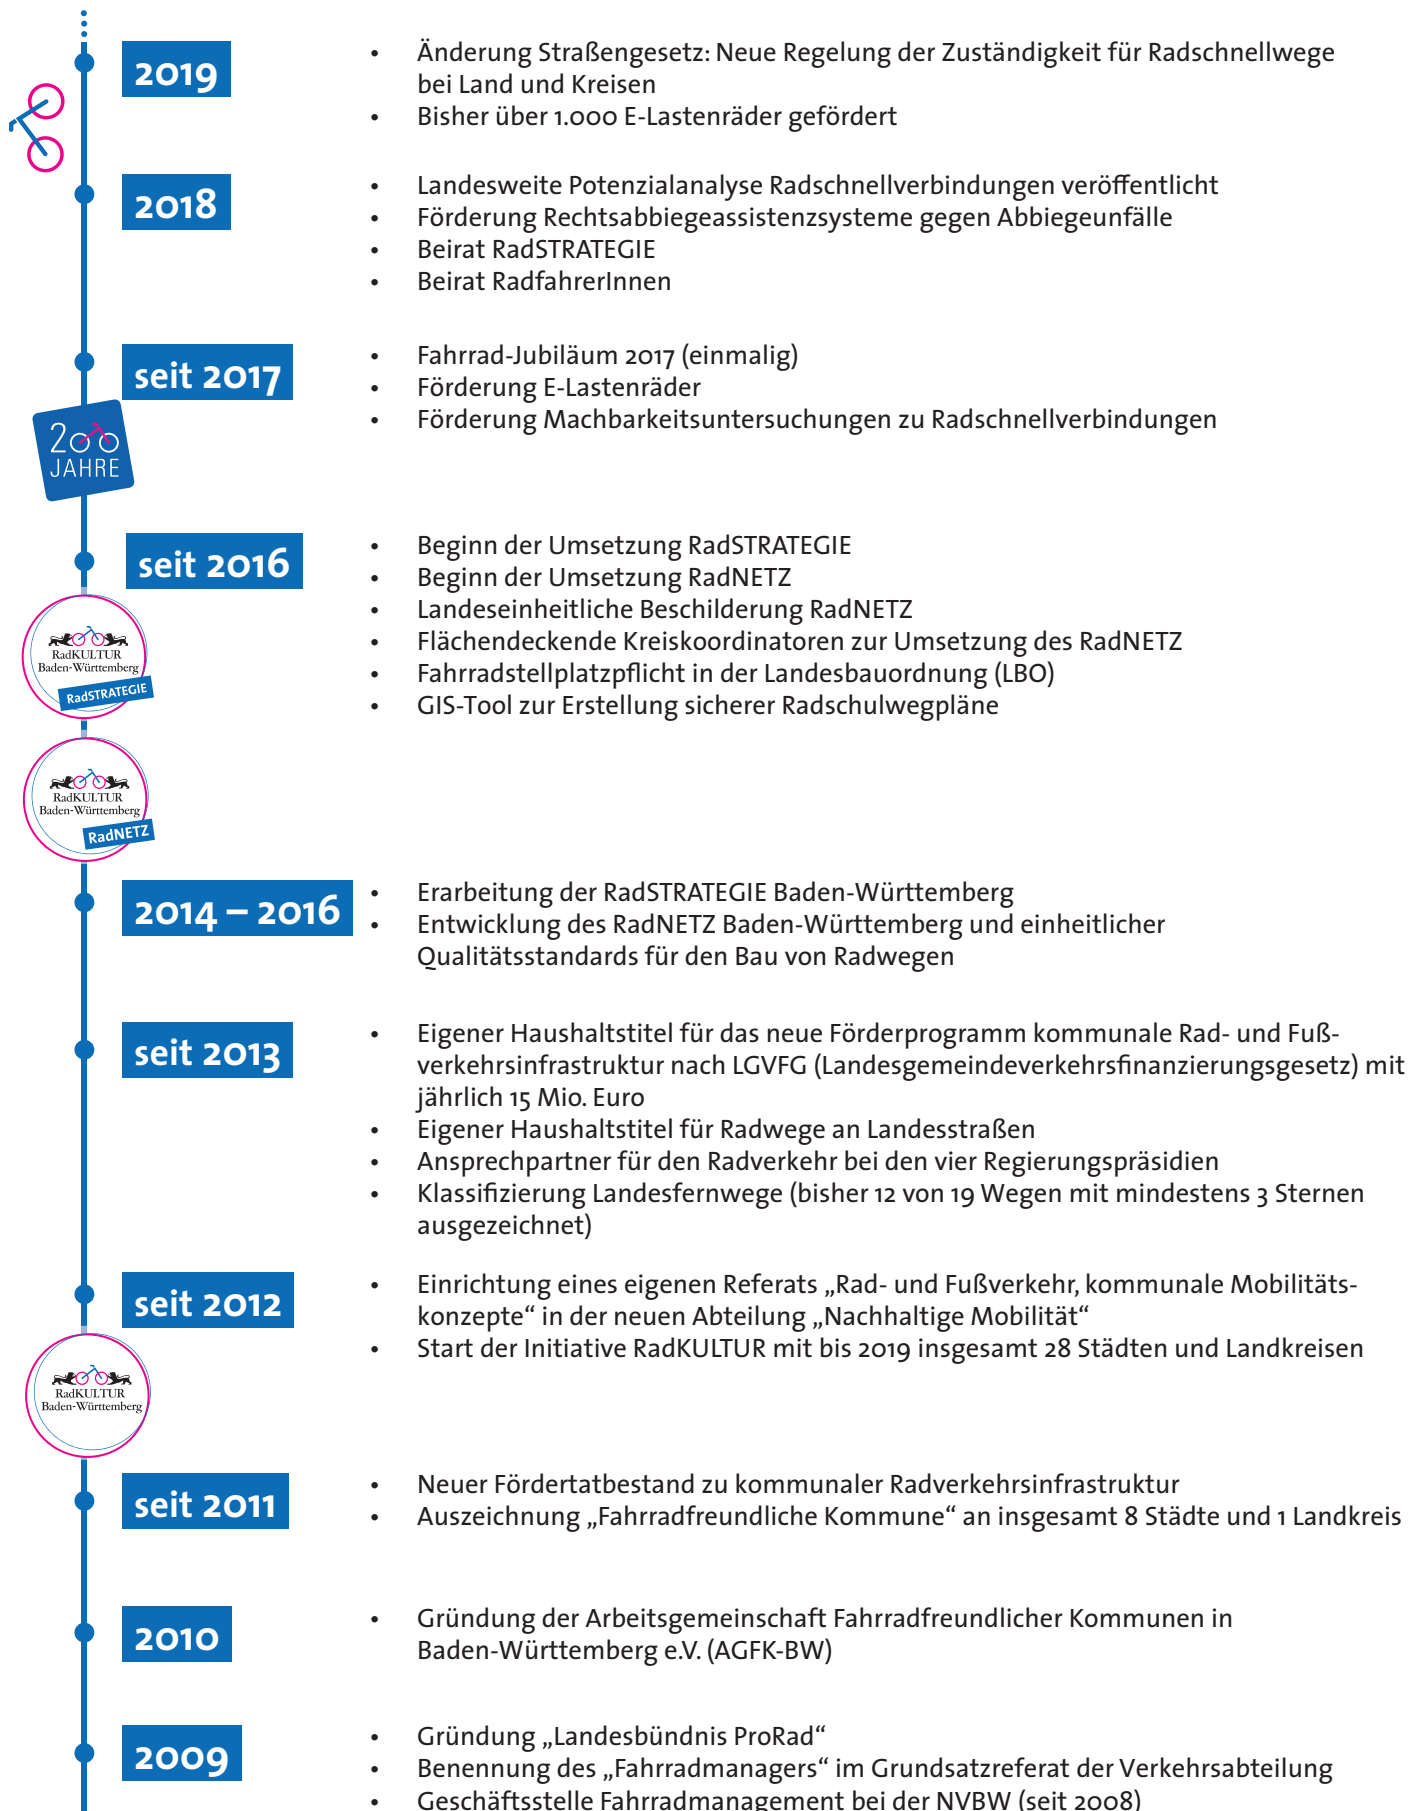 2019
• Änderung Straßengesetz: Neue Regelung der Zuständigkeit für Radschnellwege
bei Land und Kreisen
• Bisher über 1.000 E-Lastenräder gefördert
2018
• Landesweite Potenzialanalyse Radschnellverbindungen veröffentlicht
• Förderung Rechtsabbiegeassistenzsysteme gegen Abbiegeunfälle
• Beirat RadSTRATEGIE
• Beirat RadfahrerInnen
seit 2017
• Fahrrad-Jubiläum 2017 (einmalig)
• Förderung E-Lastenräder
• Förderung Machbarkeitsuntersuchungen zu Radschnellverbindungen
200
JAHRE
seit 2016
• Beginn der Umsetzung RadSTRATEGIE
• Beginn der Umsetzung RadNETZ
• Landeseinheitliche Beschilderung RadNETZ
• Flächendeckende Kreiskoordinatoren zur Umsetzung des RadNETZ
• Fahrradstellplatzpflicht in der Landesbauordnung (LBO)
• GIS-Tool zur Erstellung sicherer Radschulwegpläne
RadKULTUR
Baden-Württemberg
RadSTRATEGIE
RadKULTUR
Baden-Württemberg
RadNETZ
2014 – 2016
• Erarbeitung der RadSTRATEGIE Baden-Württemberg
• Entwicklung des RadNETZ Baden-Württemberg und einheitlicher
Qualitätsstandards für den Bau von Radwegen
seit 2013
• Eigener Haushaltstitel für das neue Förderprogramm kommunale Rad- und Fuß-
verkehrsinfrastruktur nach LGVFG (Landesgemeindeverkehrsfinanzierungsgesetz) mit
jährlich 15 Mio. Euro
• Eigener Haushaltstitel für Radwege an Landesstraßen
• Ansprechpartner für den Radverkehr bei den vier Regierungspräsidien
• Klassifizierung Landesfernwege (bisher 12 von 19 Wegen mit mindestens 3 Sternen
ausgezeichnet)
seit 2012
• Einrichtung eines eigenen Referats „Rad- und Fußverkehr, kommunale Mobilitäts-
konzepte“ in der neuen Abteilung „Nachhaltige Mobilität“
• Start der Initiative RadKULTUR mit bis 2019 insgesamt 28 Städten und Landkreisen
RadKULTUR
Baden-Württemberg
seit 2011
• Neuer Fördertatbestand zu kommunaler Radverkehrsinfrastruktur
• Auszeichnung „Fahrradfreundliche Kommune“ an insgesamt 8 Städte und 1 Landkreis
2010
• Gründung der Arbeitsgemeinschaft Fahrradfreundlicher Kommunen in
Baden-Württemberg e.V. (AGFK-BW)
2009
• Gründung „Landesbündnis ProRad“
• Benennung des „Fahrradmanagers“ im Grundsatzreferat der Verkehrsabteilung
• Geschäftsstelle Fahrradmanagement bei der NVBW (seit 2008)